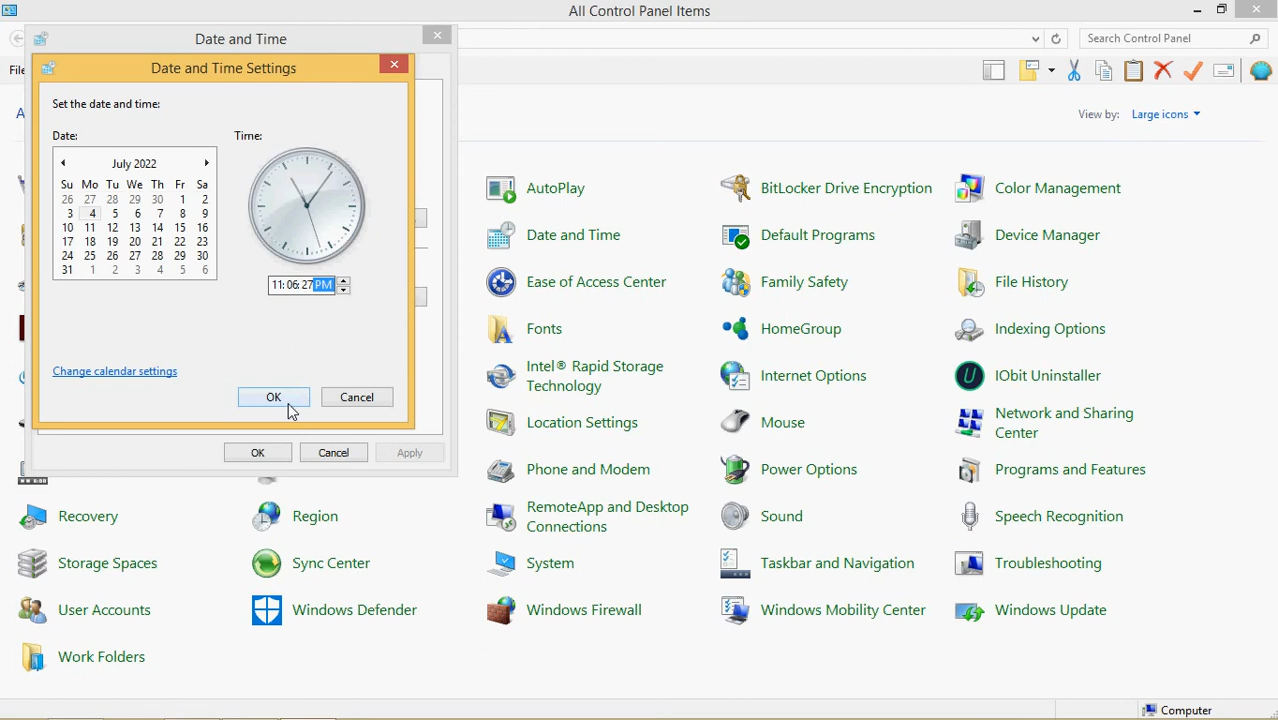 All Control Panel Items
Date and Time
Search Control Panel
Date and Time Settings
File
Set the date and time:
View by: Large icons
Date:
Time:
July 2022
Su Mo Tu We Th Fr Sa
26 27 28 29 30 1 2
3 4 5 6 7 8 9
10 11 12 13 14 15 16
17 18 19 20 21 22 23
24 25 26 27 28 29 30
31 1 2 3 4 5 6
11:06:27 PM
Change calendar settings
OK Cancel
OK Cancel Apply
AutoPlay
BitLocker Drive Encryption
Color Management
Date and Time
Default Programs
Device Manager
Ease of Access Center
Family Safety
File History
Fonts
HomeGroup
Indexing Options
Intel® Rapid Storage
Technology
Internet Options
IObit Uninstaller
Location Settings
Mouse
Network and Sharing
Center
Phone and Modem
Power Options
Programs and Features
Recovery
Region
RemoteApp and Desktop
Connections
Sound
Speech Recognition
Storage Spaces
Sync Center
System
Taskbar and Navigation
Troubleshooting
User Accounts
Windows Defender
Windows Firewall
Windows Mobility Center
Windows Update
Work Folders
Computer